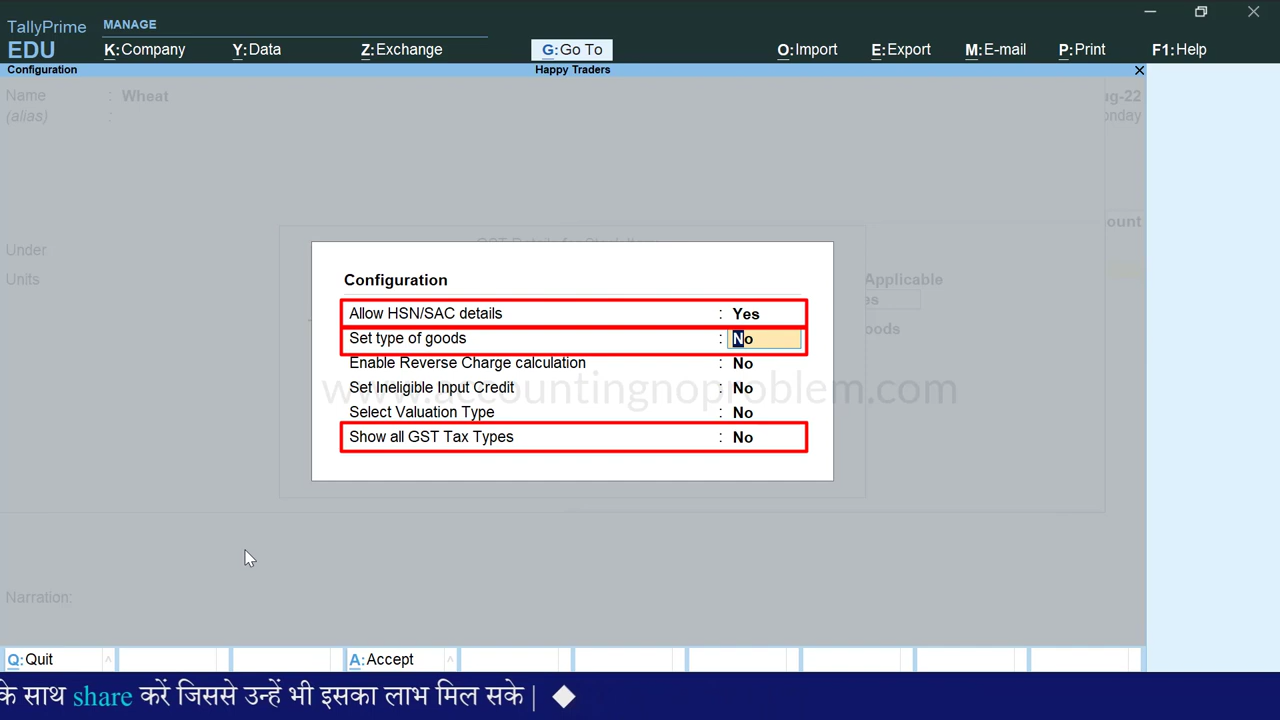 TallyPrime MANAGE
EDU K:Company Y:Data Z:Exchange G:Go To O:Import E:Export M:E-mail P:Print F1:Help
Configuration Happy Traders
Name : Wheat
(alias) :
Under
Units
Applicable
Configuration
Allow HSN/SAC details : Yes
Set type of goods : No
Enable Reverse Charge calculation : No
Set Ineligible Input Credit : No
Select Valuation Type : No
Show all GST Tax Types : No
www.accountingnoproblem.com
Narration:
Q:Quit A:Accept
के साथ share करें जिससे उन्हें भी इसका लाभ मिल सके |